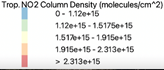 Trop. NO2 Column Density (molecules/cm^2)
0 - 1.12e+15
1.12e+15 - 1.5175e+15
1.517e+15 - 1.915e+15
1.915e+15 - 2.313e+15
> 2.313e+15